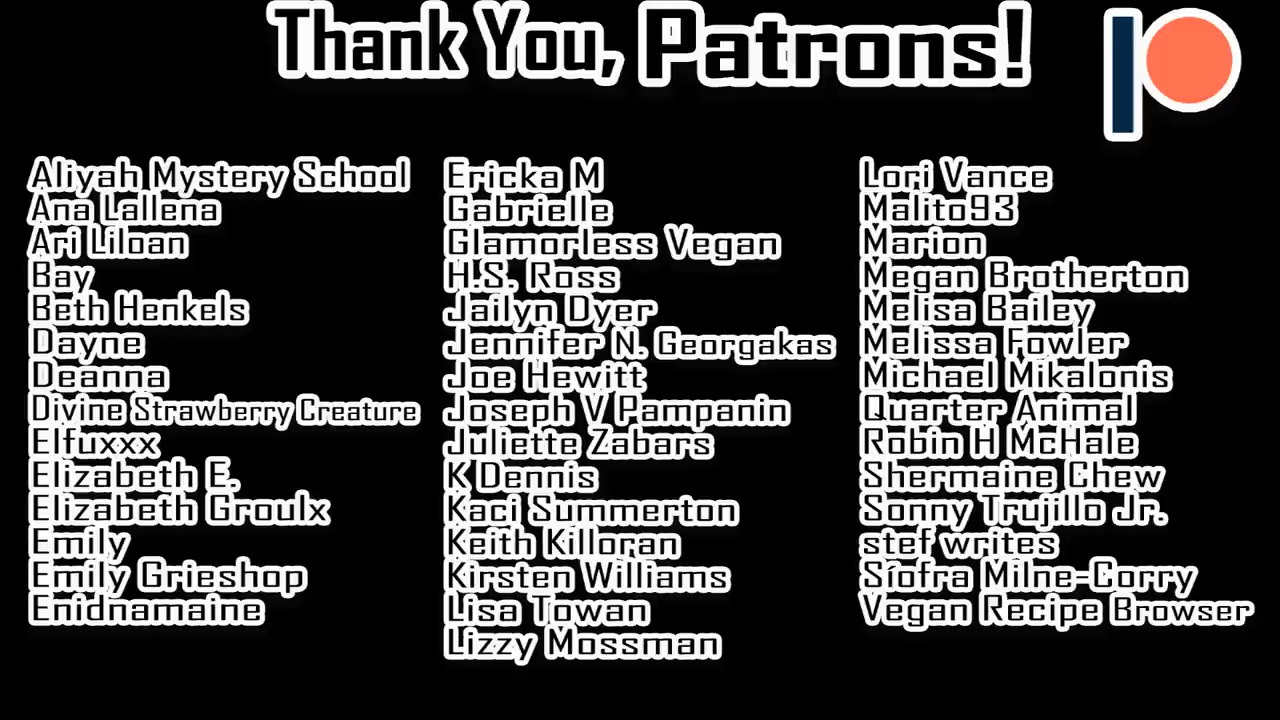 Thank You, Patrons!
Aliyah Mystery School
Ana Lallena
Ari Liloan
Bay
Beth Henkels
Dayne
Deanna
Divine Strawberry Creature
Elfuxxx
Elizabeth E.
Elizabeth Groulx
Emily
Emily Grieshop
Enidnamaine
Ericka M
Gabrielle
Glamorless Vegan
H.S. Ross
Jailyn Dyer
Jennifer N. Georgakas
Joe Hewitt
Joseph V Pampanin
Juliette Zabars
K Dennis
Kaci Summerton
Keith Killoran
Kirsten Williams
Lisa Towan
Lizzy Mossman
Lori Vance
Malito93
Marion
Megan Brotherton
Melisa Bailey
Melissa Fowler
Michael Mikalonis
Quarter Animal
Robin H McHale
Shermaine Chew
Sonny Trujillo Jr.
stef writes
Síofra Milne-Corry
Vegan Recipe Browser